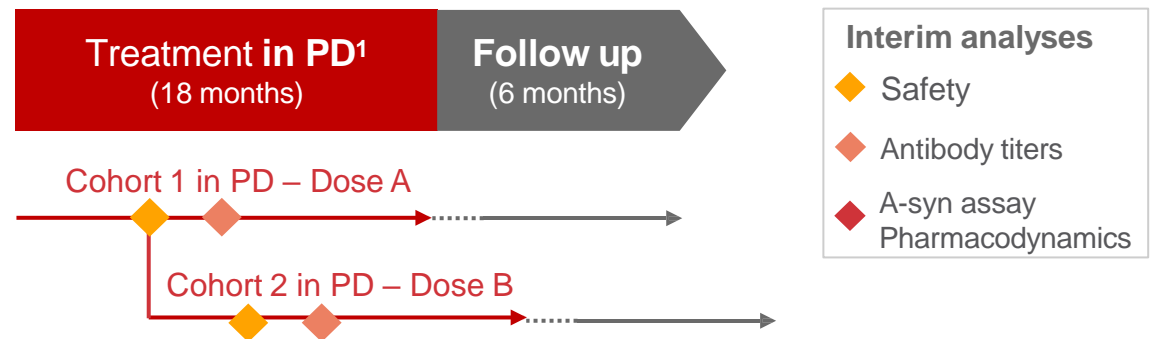 Treatment in PD¹
(18 months)
Follow up
(6 months)
Cohort 1 in PD – Dose A
Cohort 2 in PD – Dose B
Interim analyses
Safety
Antibody titers
A-syn assay
Pharmacodynamics